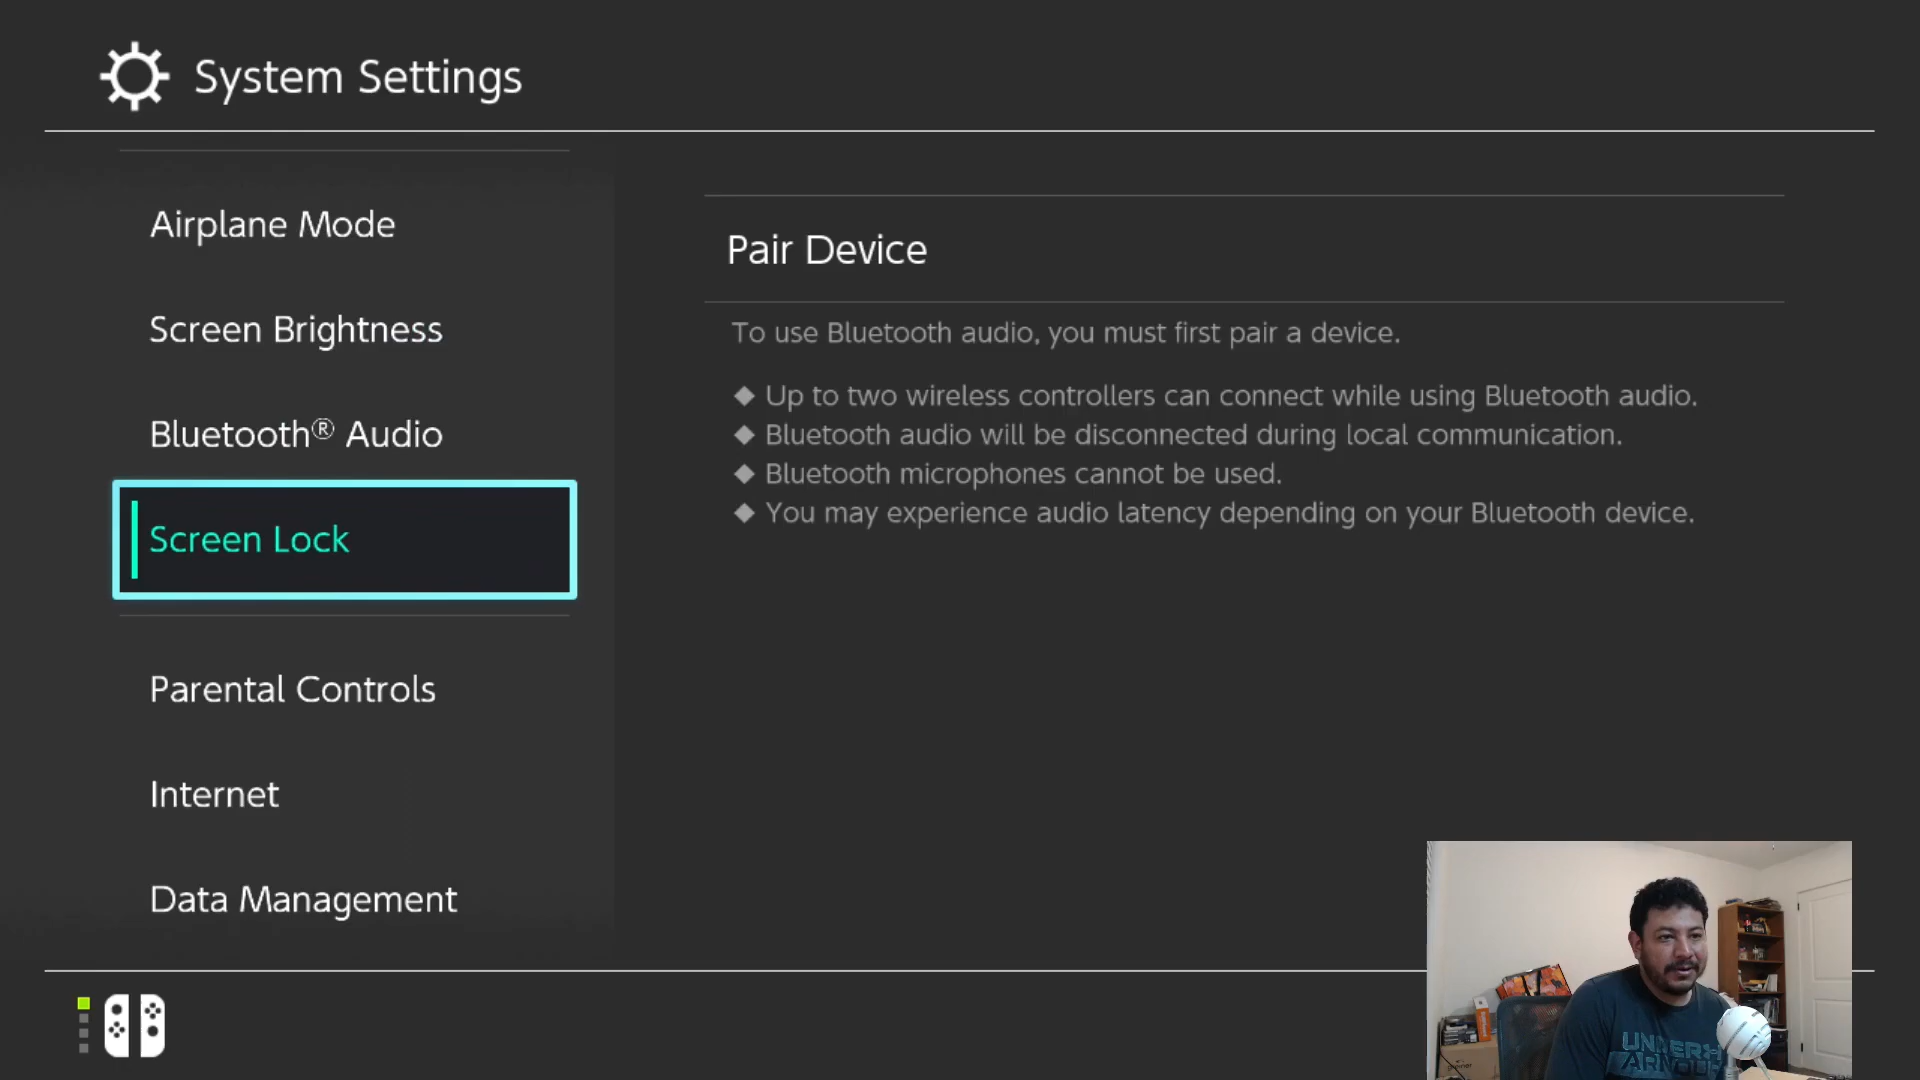 System Settings
Airplane Mode
Screen Brightness
Bluetooth® Audio
Screen Lock
Parental Controls
Internet
Data Management
Pair Device
To use Bluetooth audio, you must first pair a device.
◆ Up to two wireless controllers can connect while using Bluetooth audio.
◆ Bluetooth audio will be disconnected during local communication.
◆ Bluetooth microphones cannot be used.
◆ You may experience audio latency depending on your Bluetooth device.
UNDER
ARMOUR